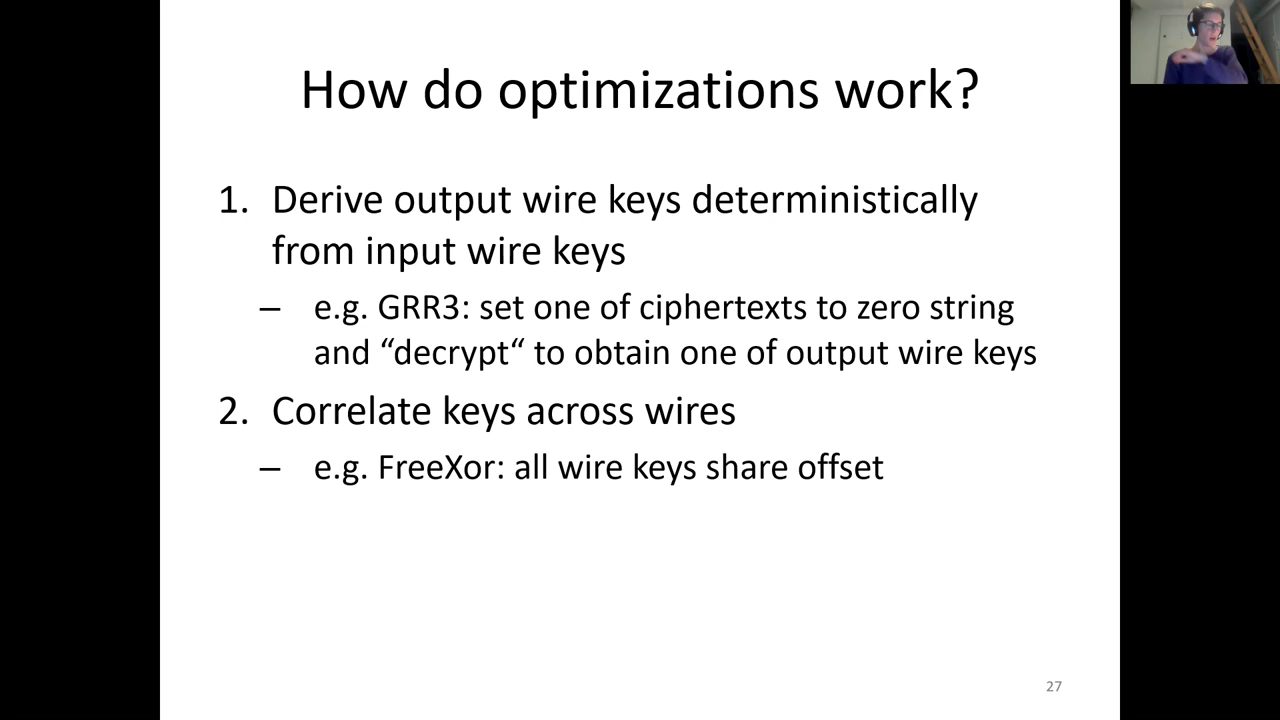 How do optimizations work?
1. Derive output wire keys deterministically
from input wire keys
– e.g. GRR3: set one of ciphertexts to zero string
and “decrypt“ to obtain one of output wire keys
2. Correlate keys across wires
– e.g. FreeXor: all wire keys share offset
27